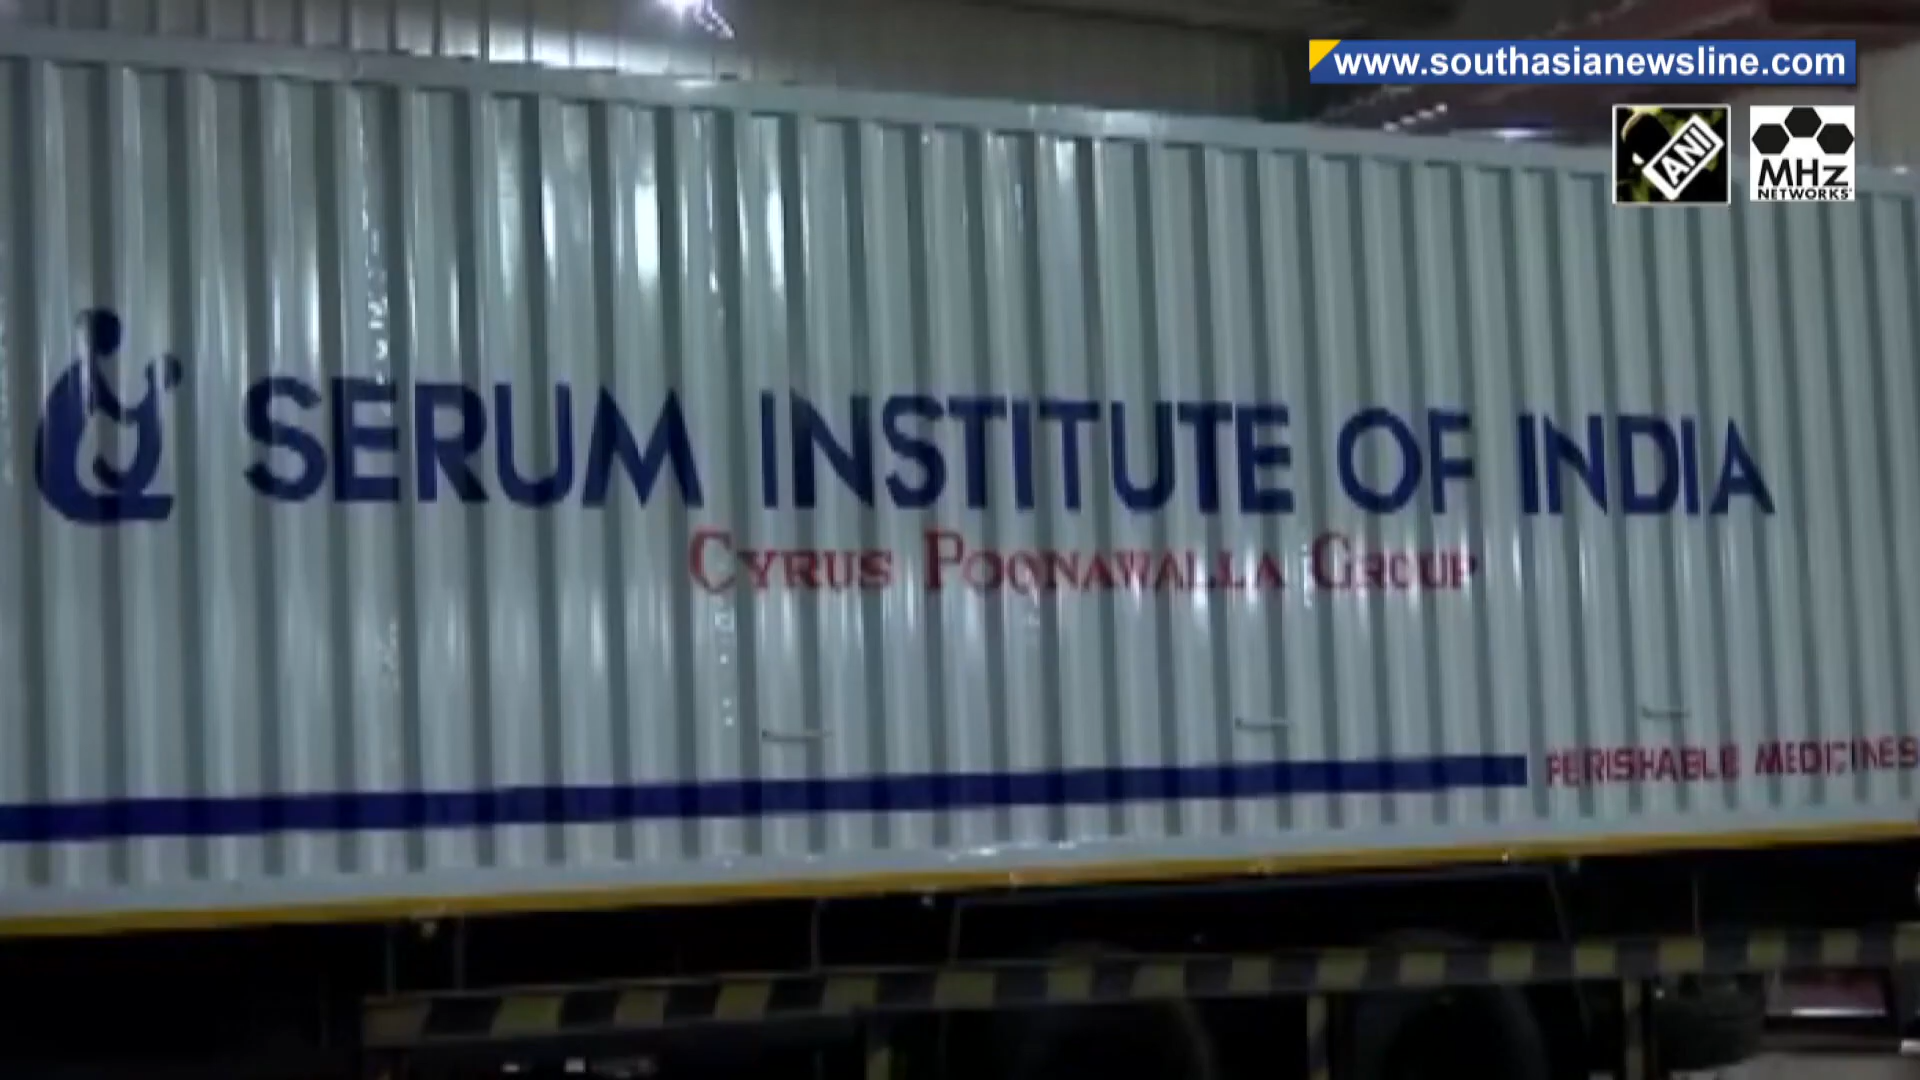 www.southasianewsline.com
ANI
MHz
NETWORKS
SERUM INSTITUTE OF INDIA
CYRUS POONAWALLA GROUP
PERISHABLE MEDICINES